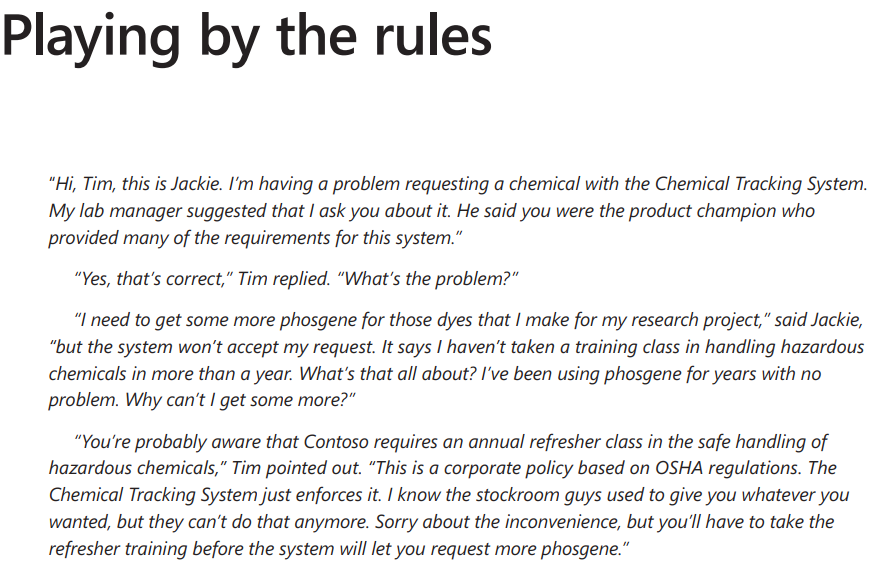 Playing by the rules
“Hi, Tim, this is Jackie. I’m having a problem requesting a chemical with the Chemical Tracking System.
My lab manager suggested that I ask you about it. He said you were the product champion who
provided many of the requirements for this system.”
“Yes, that’s correct,” Tim replied. “What’s the problem?”
“I need to get some more phosgene for those dyes that I make for my research project,” said Jackie,
“but the system won’t accept my request. It says I haven’t taken a training class in handling hazardous
chemicals in more than a year. What’s that all about? I’ve been using phosgene for years with no
problem. Why can’t I get some more?”
“You’re probably aware that Contoso requires an annual refresher class in the safe handling of
hazardous chemicals,” Tim pointed out. “This is a corporate policy based on OSHA regulations. The
Chemical Tracking System just enforces it. I know the stockroom guys used to give you whatever you
wanted, but they can’t do that anymore. Sorry about the inconvenience, but you’ll have to take the
refresher training before the system will let you request more phosgene.”